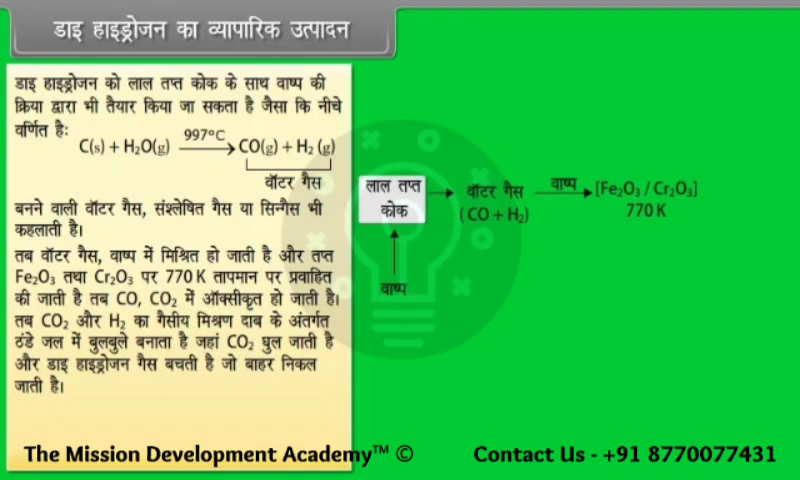 डाइ हाइड्रोजन का व्यापारिक उत्पादन
डाइ हाइड्रोजन को लाल तप्त कोक के साथ वाष्प की
क्रिया द्वारा भी तैयार किया जा सकता है जैसा कि नीचे
वर्णित हैः
C(s) + H₂O(g) 997°C → CO(g) + H₂ (g)
वॉटर गैस
बनने वाली वॉटर गैस, संश्लेषित गैस या सिन्गैस भी
कहलाती है।
तब वॉटर गैस, वाष्प में मिश्रित हो जाती है और तप्त
Fe₂O₃ तथा Cr₂O₃ पर 770 K तापमान पर प्रवाहित
की जाती है तब CO, CO₂ में ऑक्सीकृत हो जाती है।
तब CO₂ और H₂ का गैसीय मिश्रण दाब के अंतर्गत
ठंडे जल में बुलबुले बनाता है जहां CO₂ घुल जाती है
और डाइ हाइड्रोजन गैस बचती है जो बाहर निकल
जाती है।
लाल तप्त
कोक
→ वॉटर गैस
(CO + H₂)
वाष्प → [Fe₂O₃ / Cr₂O₃]
770 K
वाष्प
The Mission Development Academy™ ©
Contact Us - +91 8770077431